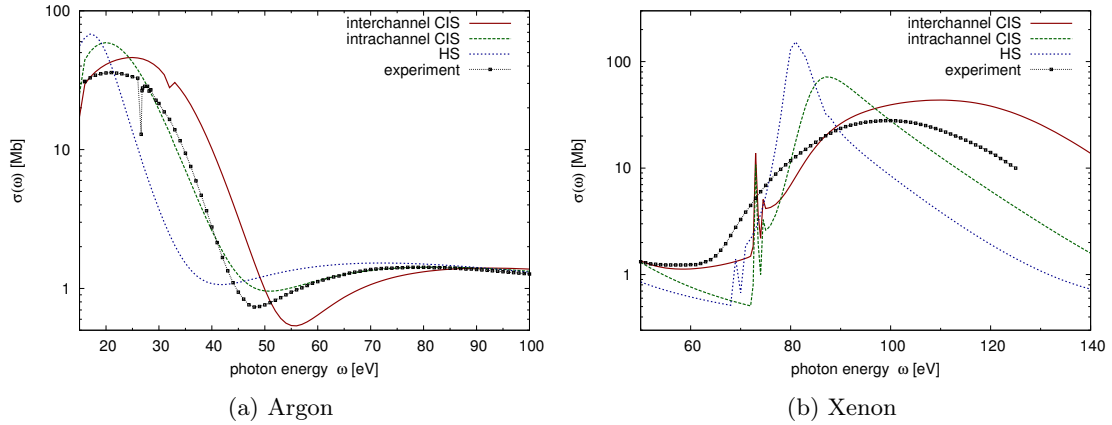 100
10
1
σ(ω) [Mb]
20 30 40 50 60 70 80 90 100
photon energy ω [eV]
interchannel CIS
intrachannel CIS
HS
experiment
(a) Argon
100
10
1
σ(ω) [Mb]
60 80 100 120 140
photon energy ω [eV]
interchannel CIS
intrachannel CIS
HS
experiment
(b) Xenon